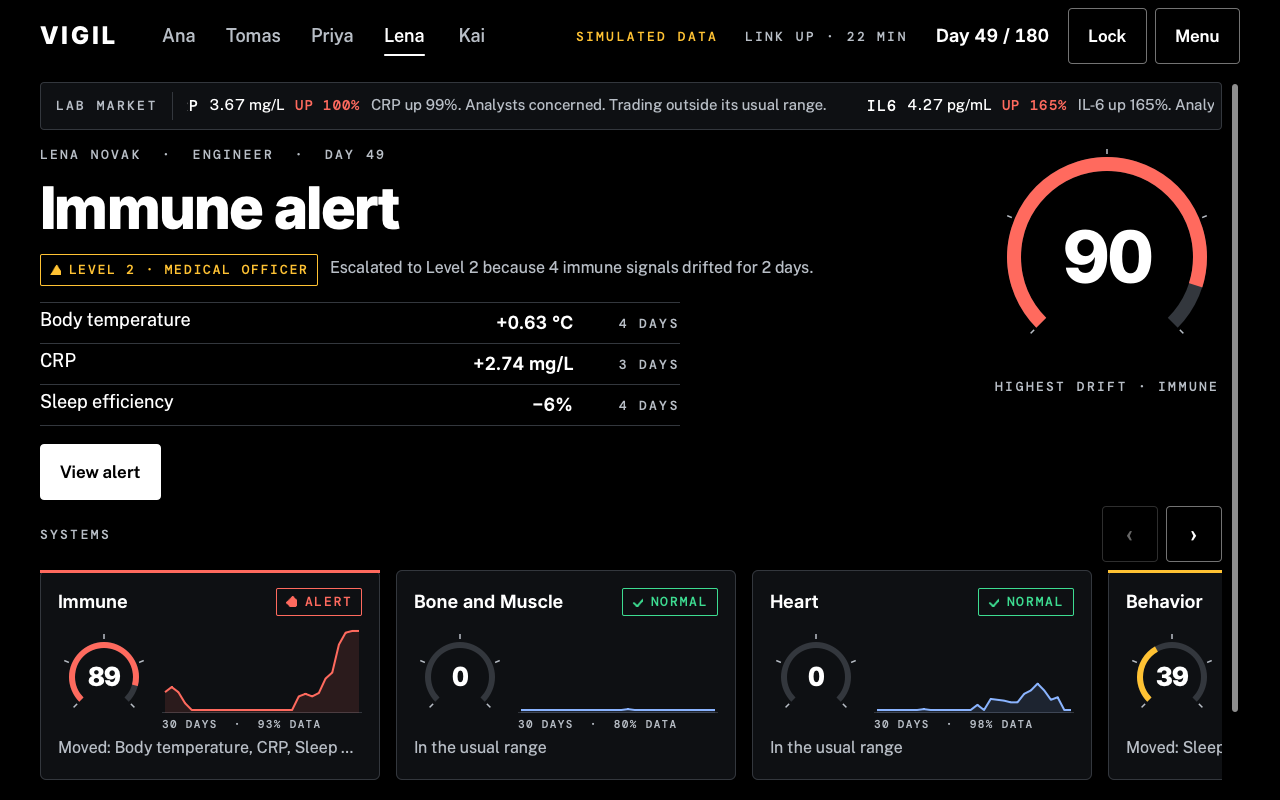 VIGIL Ana Tomas Priya Lena Kai SIMULATED DATA LINK UP · 22 MIN Day 49 / 180 Lock Menu
LAB MARKET P 3.67 mg/L UP 100% CRP up 99%. Analysts concerned. Trading outside its usual range. IL6 4.27 pg/mL UP 165% IL-6 up 165%. Analy
LENA NOVAK · ENGINEER · DAY 49
Immune alert
LEVEL 2 · MEDICAL OFFICER Escalated to Level 2 because 4 immune signals drifted for 2 days.
90
HIGHEST DRIFT · IMMUNE
Body temperature +0.63 °C 4 DAYS
CRP +2.74 mg/L 3 DAYS
Sleep efficiency −6% 4 DAYS
View alert
SYSTEMS ‹ ›
Immune ALERT
89
30 DAYS · 93% DATA
Moved: Body temperature, CRP, Sleep ...
Bone and Muscle NORMAL
0
30 DAYS · 80% DATA
In the usual range
Heart NORMAL
0
30 DAYS · 98% DATA
In the usual range
Behavior
39
Moved: Sleep